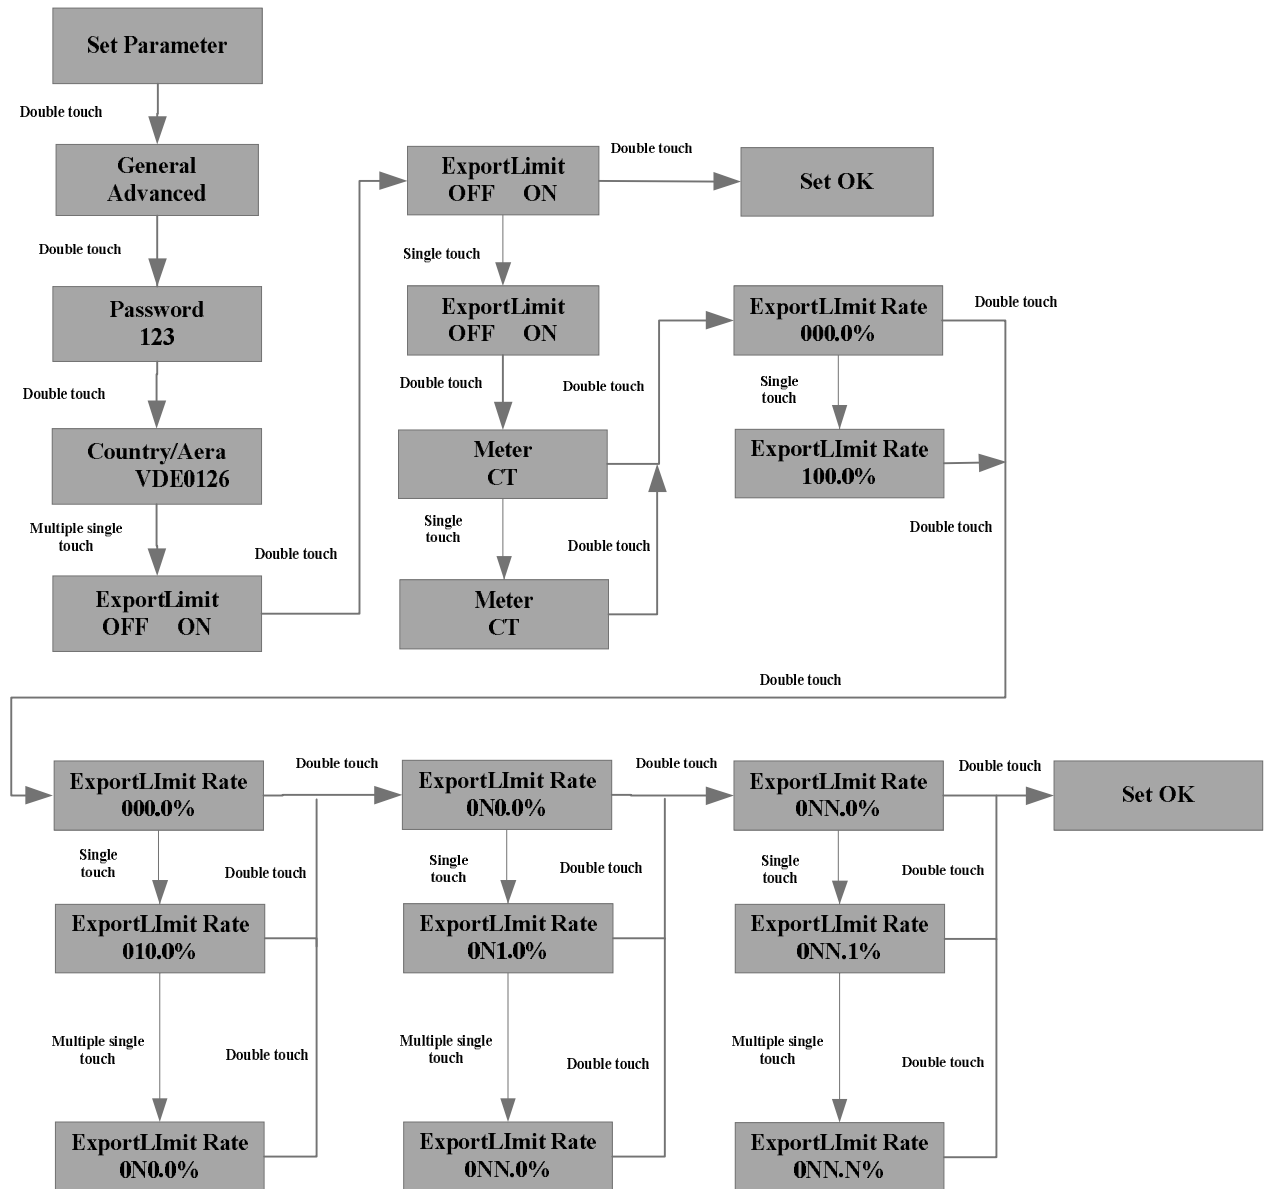 Set Parameter
Double touch
General
Advanced
Double touch
Password
123
Double touch
Country/Aera
VDE0126
Multiple single
touch
ExportLimit
OFF ON
Double touch
ExportLimit
OFF ON
Double touch
Set OK
Single touch
ExportLimit
OFF ON
Double touch
Meter
CT
Double touch
Single
touch
Meter
CT
Double touch
ExportLImit Rate
000.0%
Double touch
Single
touch
ExportLImit Rate
100.0%
Double touch
Double touch
ExportLImit Rate
000.0%
Double touch
Single
touch
Double touch
ExportLImit Rate
010.0%
Multiple single
touch
Double touch
ExportLImit Rate
0N0.0%
ExportLImit Rate
0N0.0%
Double touch
Single
touch
Double touch
ExportLImit Rate
0N1.0%
Multiple single
touch
Double touch
ExportLImit Rate
0NN.0%
ExportLImit Rate
0NN.0%
Double touch
Set OK
Single
touch
Double touch
ExportLImit Rate
0NN.1%
Multiple single
touch
Double touch
ExportLImit Rate
0NN.N%